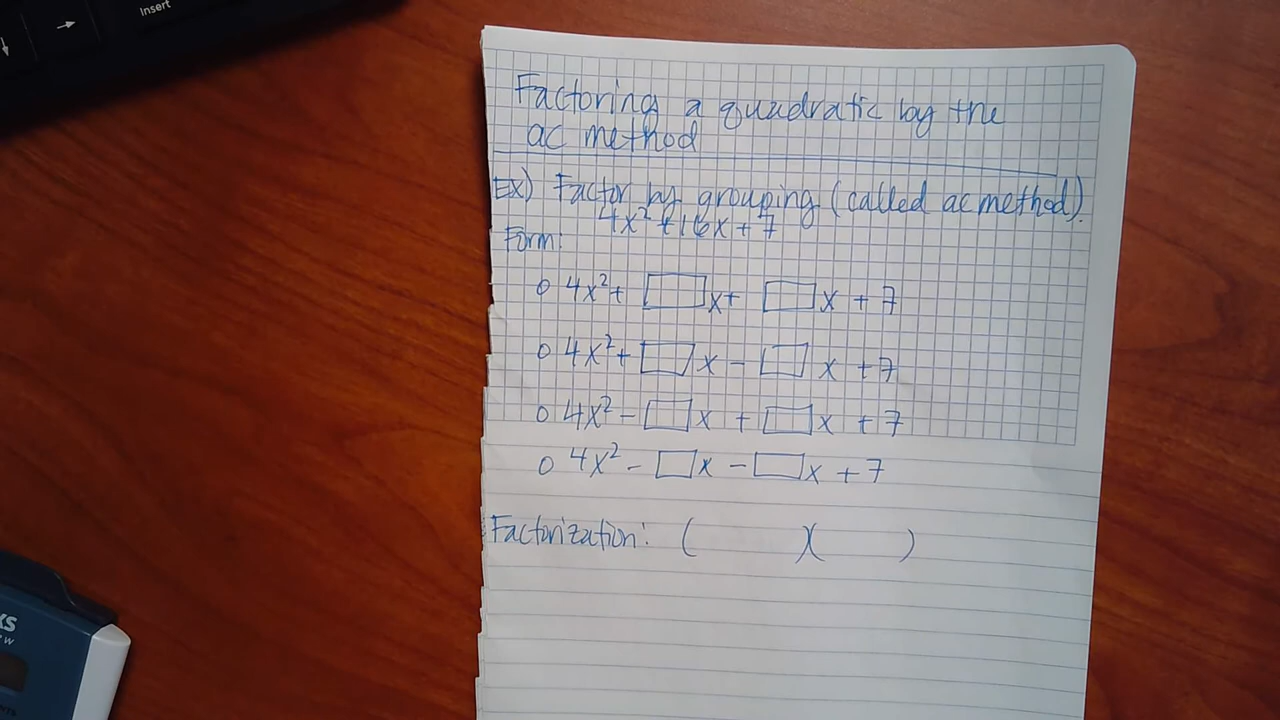 Insert
Factoring a quadratic by the
ac method
Ex) Factor by grouping (called ac method).
4x² + 16x + 7
Form:
○ 4x² + □x + □x + 7
○ 4x² + □x - □x + 7
○ 4x² - □x + □x + 7
○ 4x² - □x - □x + 7
Factorization: (      )(      )